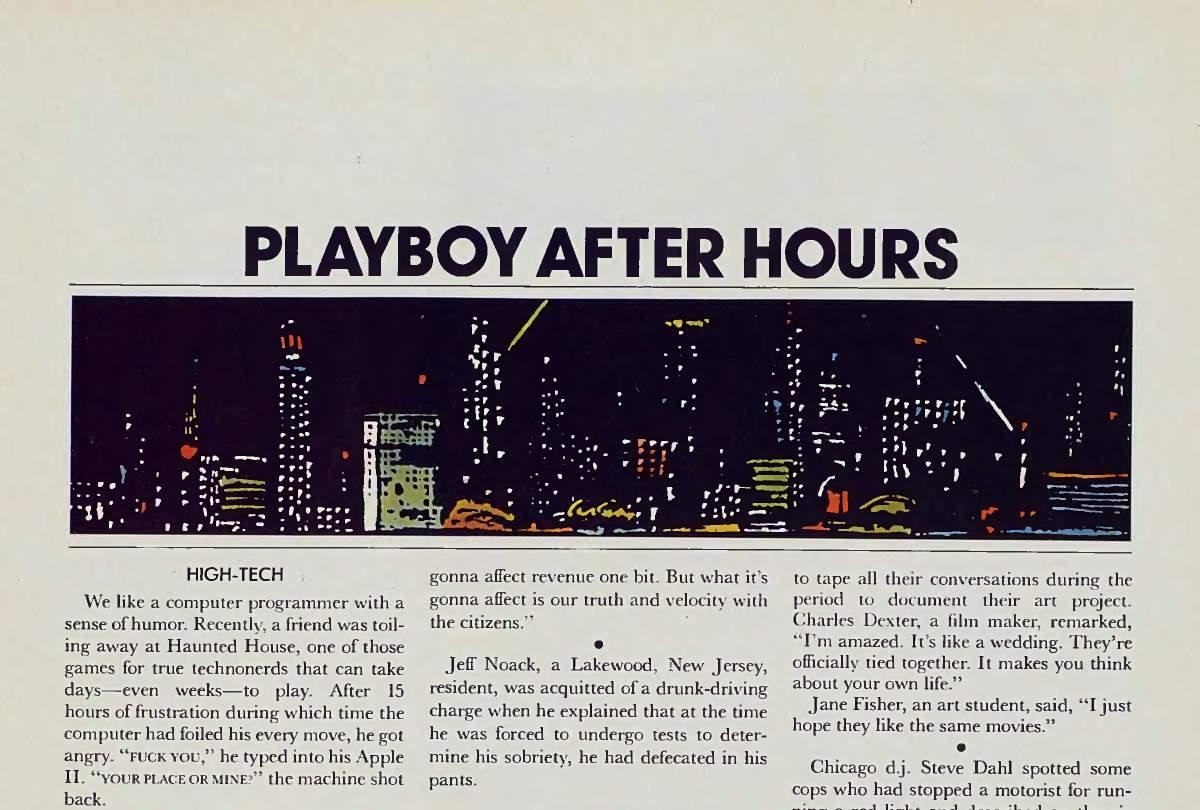 PLAYBOY AFTER HOURS
HIGH-TECH
We like a computer programmer with a
sense of humor. Recently, a friend was toil-
ing away at Haunted House, one of those
games for true technonerds that can take
days—even weeks—to play. After 15
hours of frustration during which time the
computer had foiled his every move, he got
angry. “FUCK YOU,” he typed into his Apple
II. “YOUR PLACE OR MINE?” the machine shot
back.
gonna affect revenue one bit. But what it’s
gonna affect is our truth and velocity with
the citizens.”
•
Jeff Noack, a Lakewood, New Jersey,
resident, was acquitted of a drunk-driving
charge when he explained that at the time
he was forced to undergo tests to deter-
mine his sobriety, he had defecated in his
pants.
to tape all their conversations during the
period to document their art project.
Charles Dexter, a film maker, remarked,
“I’m amazed. It’s like a wedding. They’re
officially tied together. It makes you think
about your own life.”
Jane Fisher, an art student, said, “I just
hope they like the same movies.”
•
Chicago d.j. Steve Dahl spotted some
cops who had stopped a motorist for run-